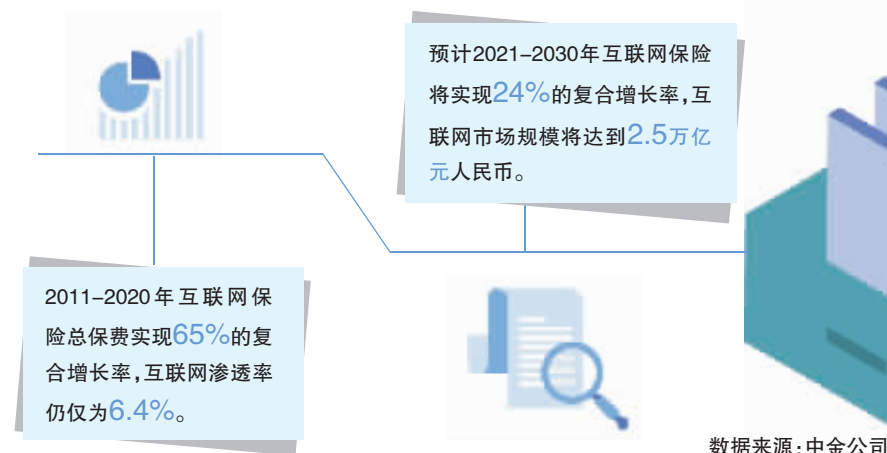 预计2021–2030年互联网保险
将实现24%的复合增长率,互
联网市场规模将达到2.5万亿
元人民币。
2011–2020年互联网保
险总保费实现65%的复
合增长率,互联网渗透率
仍仅为6.4%。
数据来源:中金公司